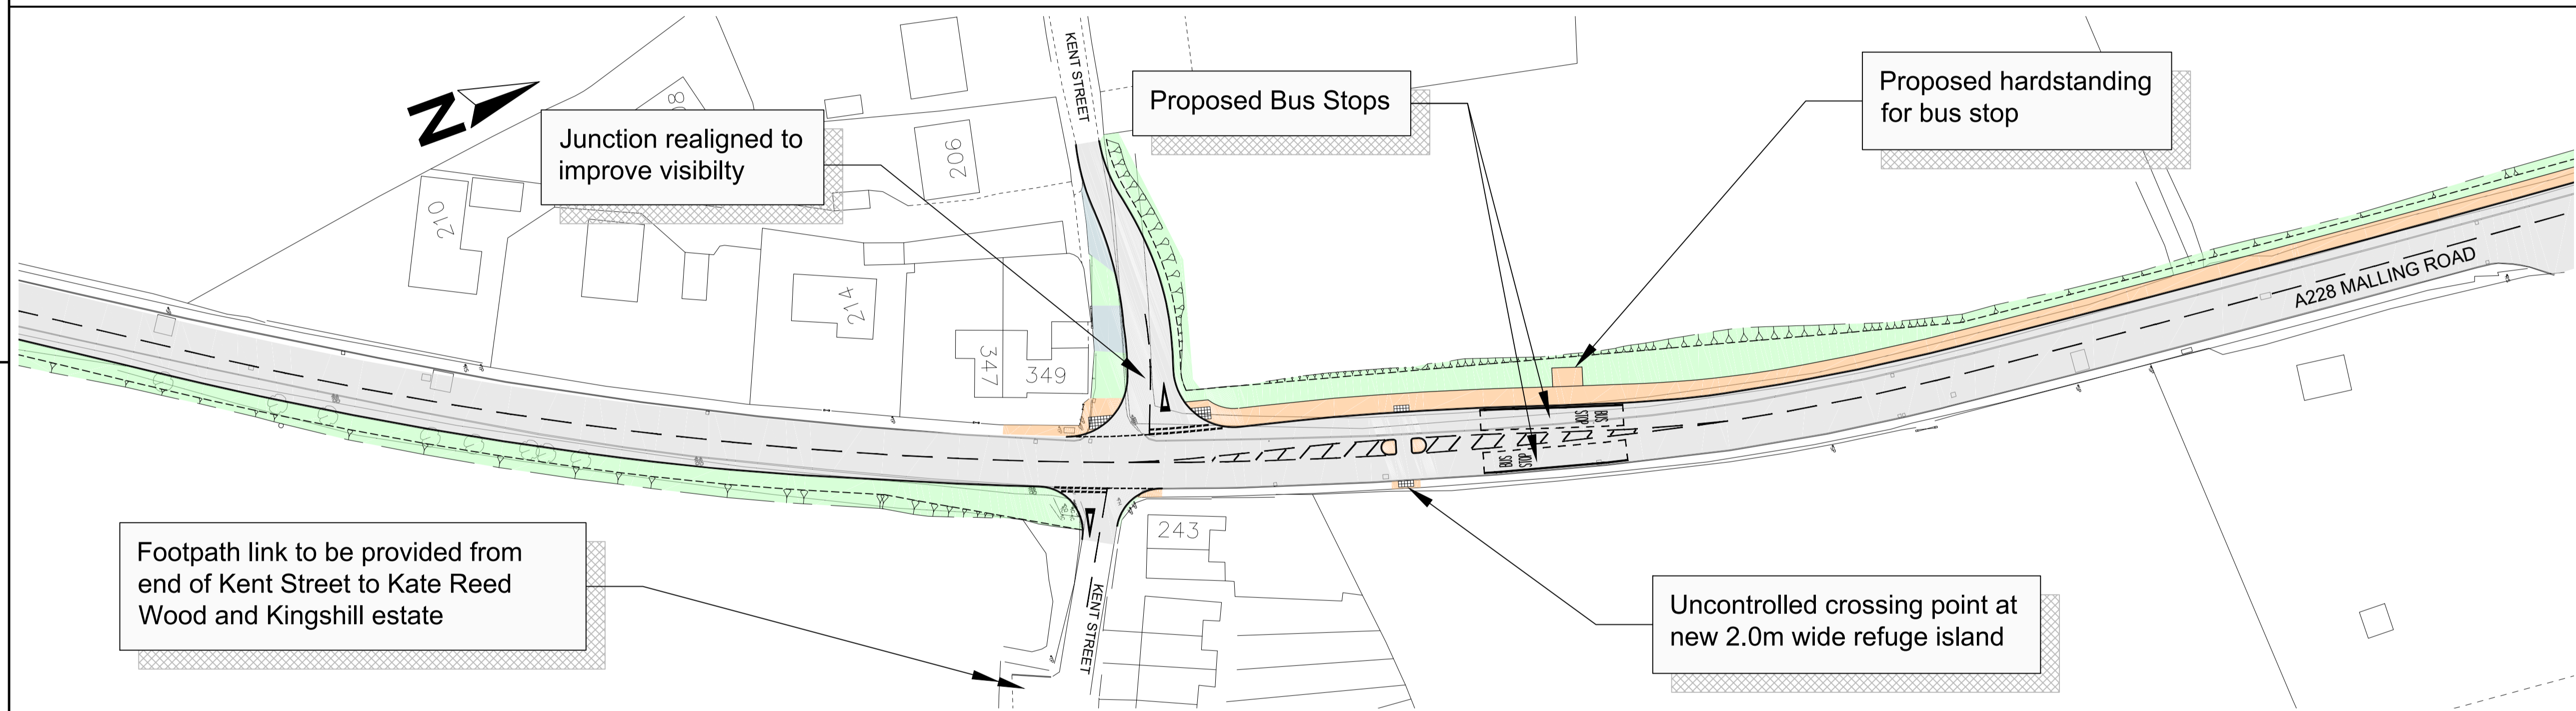 KENT STREET
Proposed Bus Stops
Proposed hardstanding
for bus stop
N
Junction realigned to
improve visibilty
206
210
214
347
349
A228 MALLING ROAD
BUS
STOP
BUS
STOP
243
Footpath link to be provided from
end of Kent Street to Kate Reed
Wood and Kingshill estate
KENT STREET
Uncontrolled crossing point at
new 2.0m wide refuge island